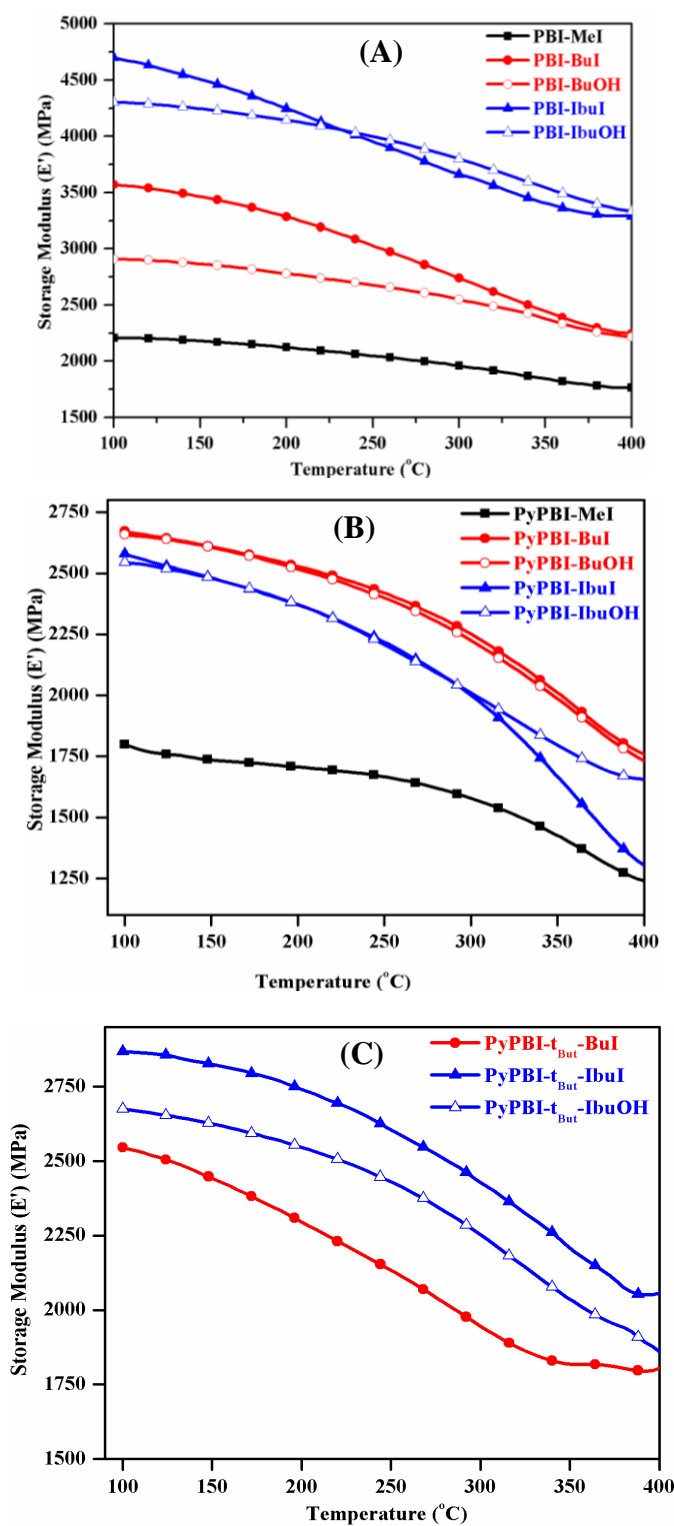 (A)
PBI-MeI
PBI-BuI
PBI-BuOH
PBI-IbuI
PBI-IbuOH
5000
4500
4000
3500
3000
2500
2000
1500
Storage Modulus (E') (MPa)
100 150 200 250 300 350 400
Temperature (°C)
(B)
PyPBI-MeI
PyPBI-BuI
PyPBI-BuOH
PyPBI-IbuI
PyPBI-IbuOH
2750
2500
2250
2000
1750
1500
1250
Storage Modulus (E') (MPa)
100 150 200 250 300 350 400
Temperature (°C)
(C)
PyPBI-t_But-BuI
PyPBI-t_But-IbuI
PyPBI-t_But-IbuOH
2750
2500
2250
2000
1750
1500
Storage Modulus (E') (MPa)
100 150 200 250 300 350 400
Temperature (°C)